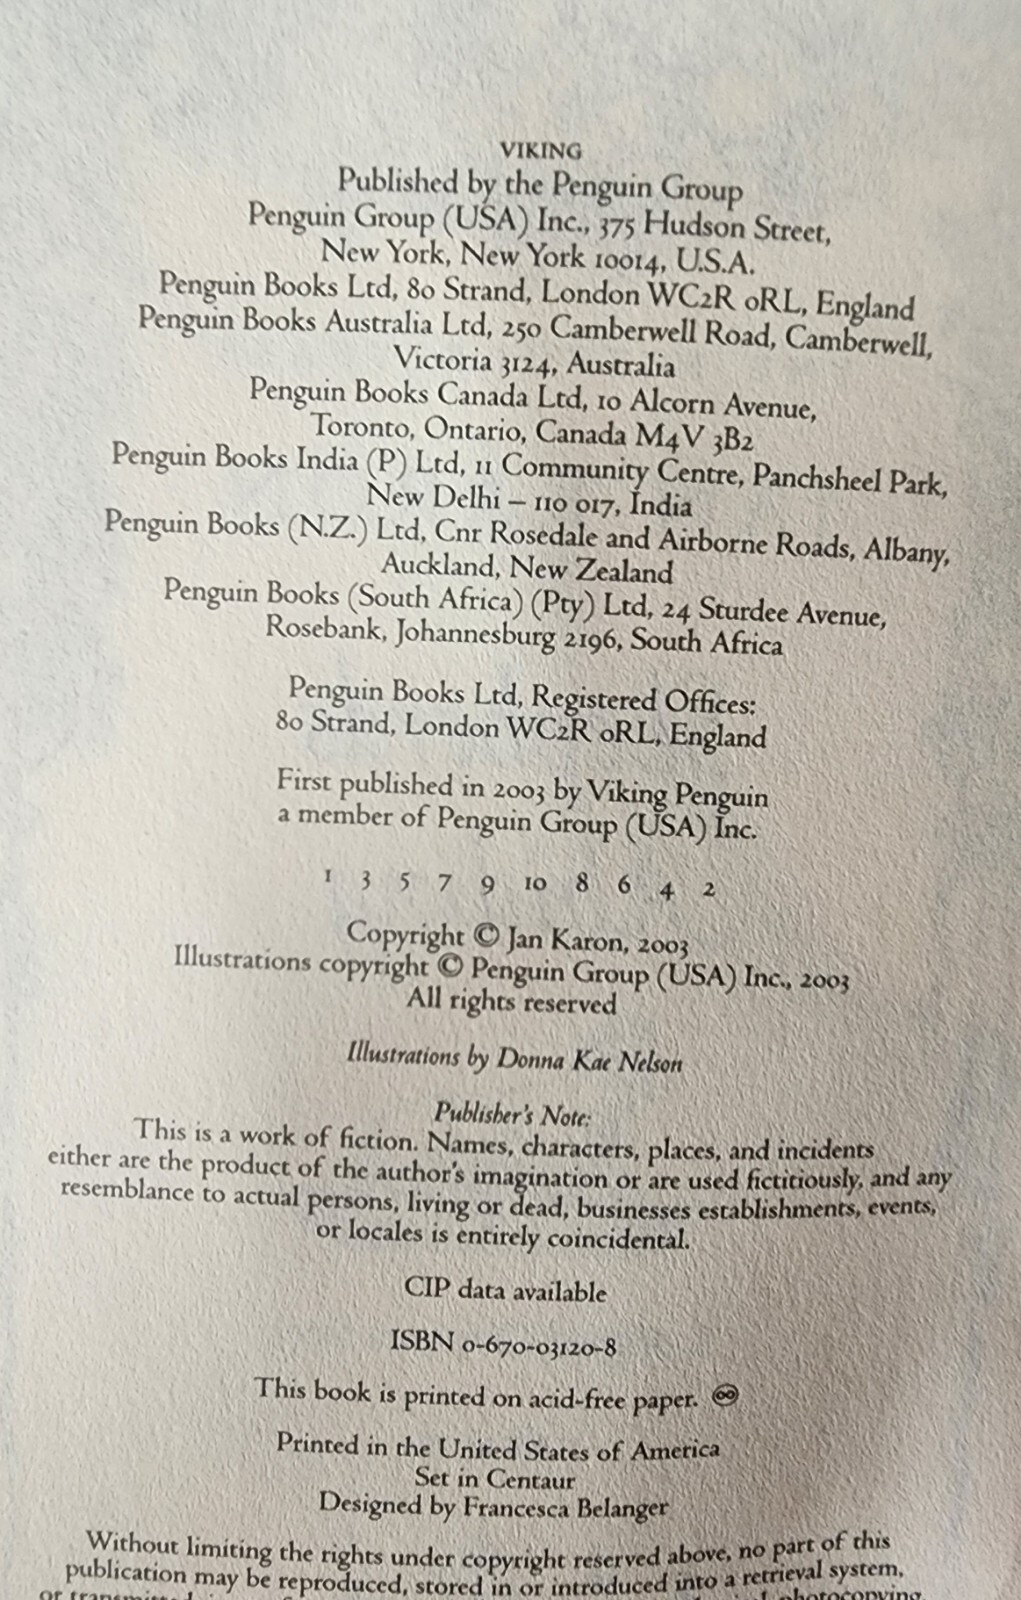 VIKING
Published by the Penguin Group
Penguin Group (USA) Inc., 375 Hudson Street,
New York, New York 10014, U.S.A.
Penguin Books Ltd, 80 Strand, London WC2R 0RL, England
Penguin Books Australia Ltd, 250 Camberwell Road, Camberwell,
Victoria 3124, Australia
Penguin Books Canada Ltd, 10 Alcorn Avenue,
Toronto, Ontario, Canada M4V 3B2
Penguin Books India (P) Ltd, 11 Community Centre, Panchsheel Park,
New Delhi – 110 017, India
Penguin Books (N.Z.) Ltd, Cnr Rosedale and Airborne Roads, Albany,
Auckland, New Zealand
Penguin Books (South Africa) (Pty) Ltd, 24 Sturdee Avenue,
Rosebank, Johannesburg 2196, South Africa
Penguin Books Ltd, Registered Offices:
80 Strand, London WC2R 0RL, England
First published in 2003 by Viking Penguin
a member of Penguin Group (USA) Inc.
1 3 5 7 9 10 8 6 4 2
Copyright © Jan Karon, 2003
Illustrations copyright © Penguin Group (USA) Inc., 2003
All rights reserved
Illustrations by Donna Kae Nelson
Publisher's Note:
This is a work of fiction. Names, characters, places, and incidents
either are the product of the author's imagination or are used fictitiously, and any
resemblance to actual persons, living or dead, businesses establishments, events,
or locales is entirely coincidental.
CIP data available
ISBN 0-670-03120-8
This book is printed on acid-free paper. ♾
Printed in the United States of America
Set in Centaur
Designed by Francesca Belanger
Without limiting the rights under copyright reserved above, no part of this
publication may be reproduced, stored in or introduced into a retrieval system,
or transmitted photocopying,